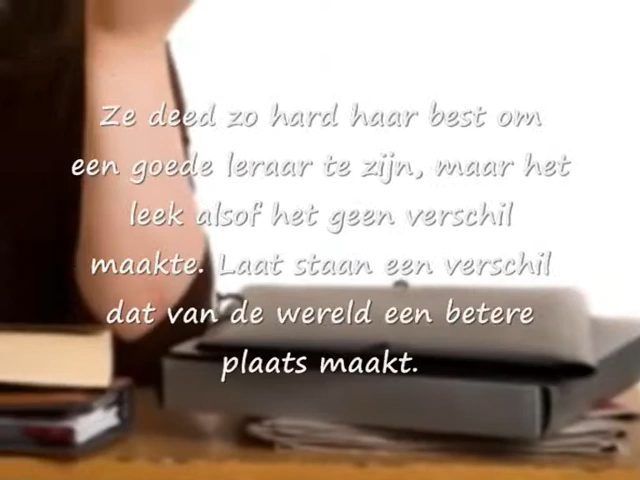 Ze deed zo hard haar best om
een goede leraar te zijn, maar het
leek alsof het geen verschil
maakte. Laat staan een verschil
dat van de wereld een betere
plaats maakt.